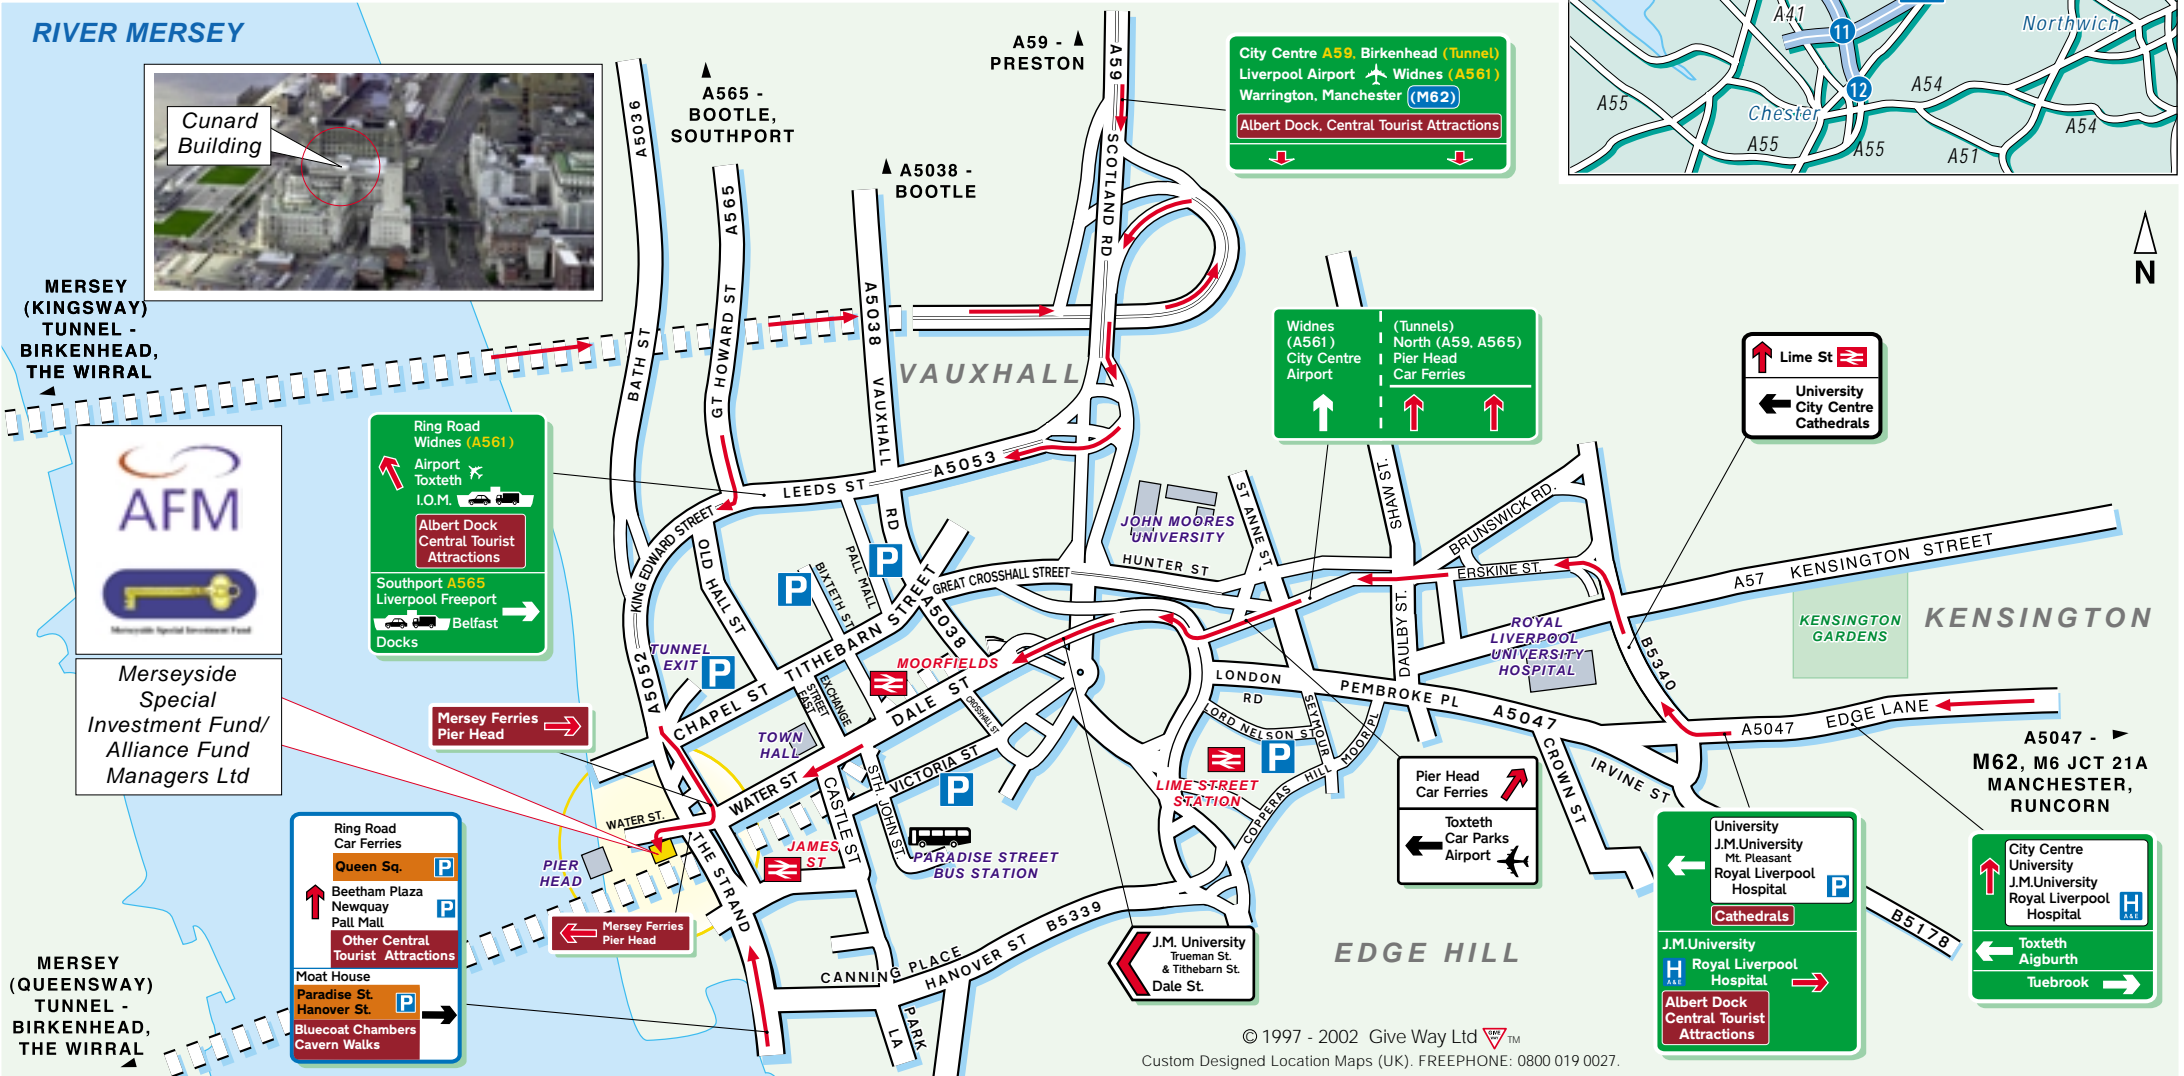 RIVER MERSEY
Cunard
Building
A565 -
BOOTLE,
SOUTHPORT
A5038 -
BOOTLE
A59 -
PRESTON
City Centre A59, Birkenhead (Tunnel)
Liverpool Airport Widnes (A561)
Warrington, Manchester (M62)
Albert Dock, Central Tourist Attractions
A41
11
12
Northwich
A55
Chester
A54
A54
A55
A55
A51
N
MERSEY
(KINGSWAY)
TUNNEL -
BIRKENHEAD,
THE WIRRAL
A5036
BATH ST
A565
GT HOWARD ST
A5038
VAUXHALL
RD
A59
SCOTLAND RD
VAUXHALL
Widnes
(A561)
City Centre
Airport
(Tunnels)
North (A59, A565)
Pier Head
Car Ferries
Lime St
University
City Centre
Cathedrals
AFM
Merseyside Special Investment Fund
Merseyside
Special
Investment Fund/
Alliance Fund
Managers Ltd
Ring Road
Widnes (A561)
Airport
Toxteth
I.O.M.
Albert Dock
Central Tourist
Attractions
Southport A565
Liverpool Freeport
Belfast
Docks
LEEDS ST
A5053
KING EDWARD STREET
OLD HALL ST
BIXTETH ST
PALL MALL
P
P
P
TITHEBARN STREET
A5038
GREAT CROSSHALL STREET
HUNTER ST
JOHN MOORES
UNIVERSITY
ST ANNE ST
SHAW ST.
BRUNSWICK RD.
ERSKINE ST.
A57 KENSINGTON STREET
KENSINGTON
GARDENS
KENSINGTON
ROYAL
LIVERPOOL
UNIVERSITY
HOSPITAL
B5340
DAULBY ST.
A5052
TUNNEL
EXIT
CHAPEL ST
MOORFIELDS
EXCHANGE
STREET
EAST
DALE ST
CROSSHALL ST
TOWN
HALL
LONDON
RD
PEMBROKE PL
A5047
LORD NELSON ST
SEYMOUR
MOOR PL
COPPERAS HILL
P
LIME STREET
STATION
A5047
EDGE LANE
CROWN ST
IRVINE ST
A5047 -
M62, M6 JCT 21A
MANCHESTER,
RUNCORN
Mersey Ferries
Pier Head
WATER ST
WATER ST.
VICTORIA ST
P
CASTLE ST
STH. JOHN ST.
JAMES
ST
THE STRAND
PIER
HEAD
PARADISE STREET
BUS STATION
Mersey Ferries
Pier Head
Pier Head
Car Ferries
Toxteth
Car Parks
Airport
Ring Road
Car Ferries
Queen Sq. P
Beetham Plaza
Newquay P
Pall Mall
Other Central
Tourist Attractions
Moat House
Paradise St. P
Hanover St.
Bluecoat Chambers
Cavern Walks
CANNING PLACE
HANOVER ST B5339
PARK
LA
J.M. University
Trueman St.
& Tithebarn St.
Dale St.
EDGE HILL
University
J.M.University
Mt. Pleasant
Royal Liverpool
Hospital P
Cathedrals
J.M.University
H A&E
Royal Liverpool
Hospital
Albert Dock
Central Tourist
Attractions
B5178
City Centre
University
J.M.University
Royal Liverpool
Hospital
H A&E
Toxteth
Aigburth
Tuebrook
MERSEY
(QUEENSWAY)
TUNNEL -
BIRKENHEAD,
THE WIRRAL
© 1997 - 2002 Give Way Ltd GIVE WAY TM
Custom Designed Location Maps (UK). FREEPHONE: 0800 019 0027.